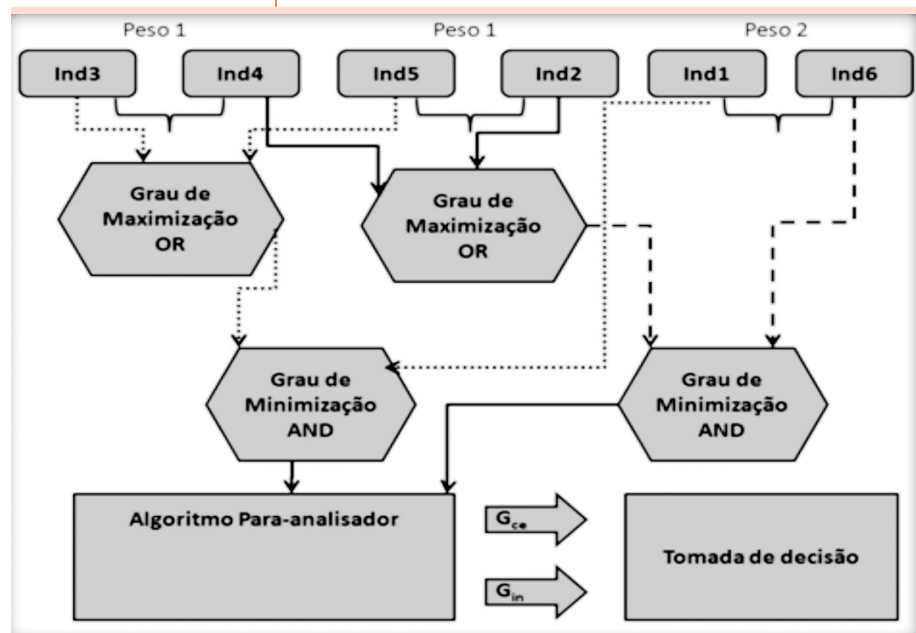 Peso 1
Peso 1
Peso 2
Ind3
Ind4
Ind5
Ind2
Ind1
Ind6
Grau de
Maximização
OR
Grau de
Maximização
OR
Grau de
Minimização
AND
Grau de
Minimização
AND
Algoritmo Para-analisador
Gce
Gin
Tomada de decisão